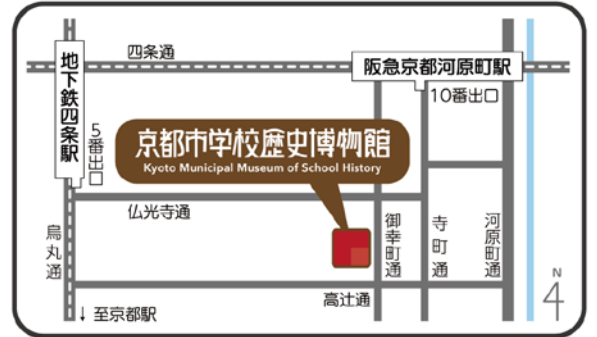 四条通
地下鉄四条駅
阪急京都河原町駅
10番出口
5番出口
京都市学校歴史博物館
Kyoto Municipal Museum of School History
仏光寺通
烏丸通
御幸町通
寺町通
河原町通
高辻通
N
↓至京都駅